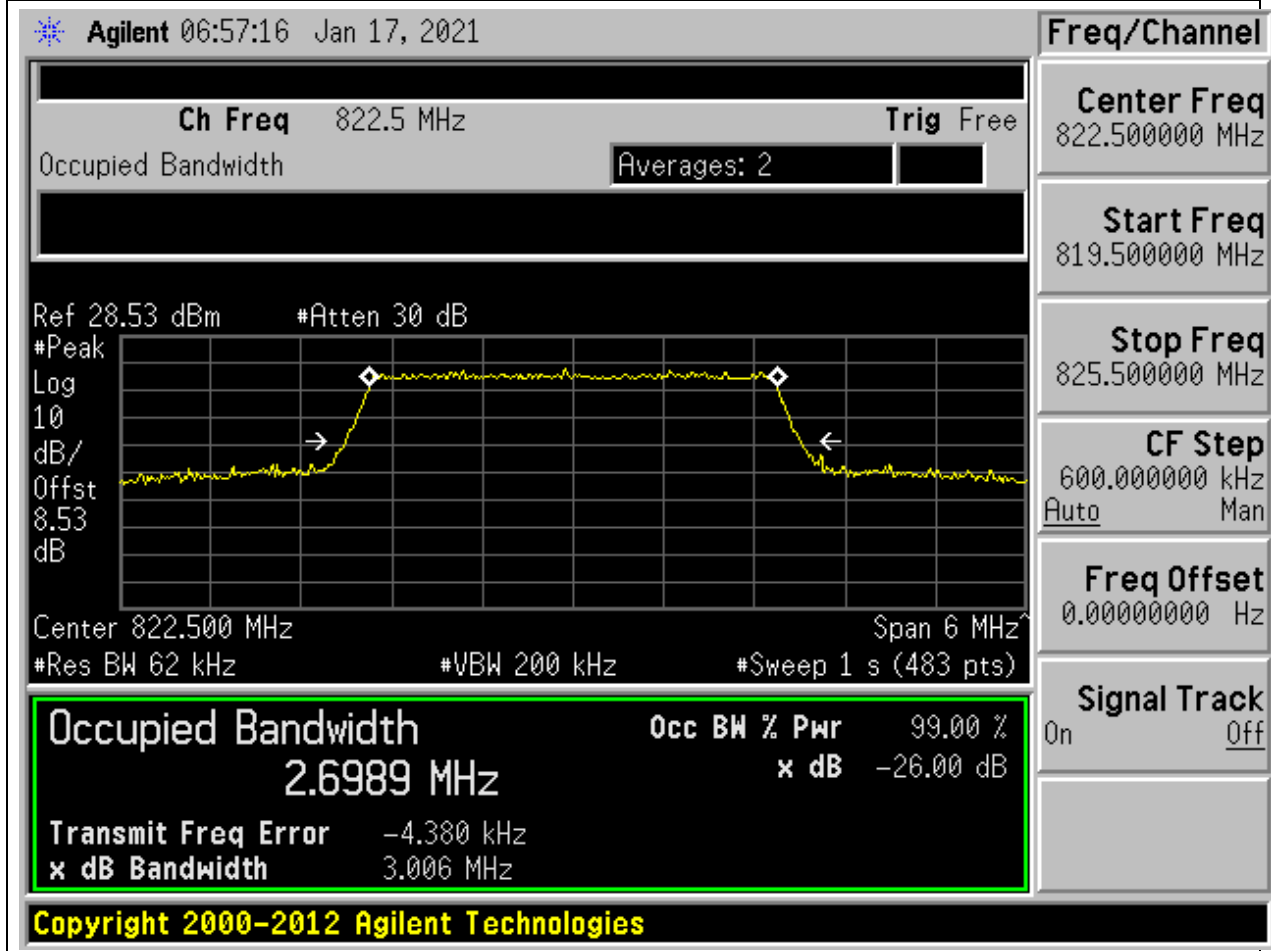 Agilent 06:57:16 Jan 17, 2021
Freq/Channel
Ch Freq 822.5 MHz Trig Free
Occupied Bandwidth Averages: 2
Ref 28.53 dBm #Atten 30 dB
#Peak
Log
10
dB/
Offst
8.53
dB
Center 822.500 MHz Span 6 MHz^
#Res BW 62 kHz #VBW 200 kHz #Sweep 1 s (483 pts)
Occupied Bandwidth Occ BW % Pwr 99.00 %
2.6989 MHz x dB -26.00 dB
Transmit Freq Error -4.380 kHz
x dB Bandwidth 3.006 MHz
Center Freq
822.500000 MHz
Start Freq
819.500000 MHz
Stop Freq
825.500000 MHz
CF Step
600.000000 kHz
Auto Man
Freq Offset
0.00000000 Hz
Signal Track
On Off
Copyright 2000-2012 Agilent Technologies